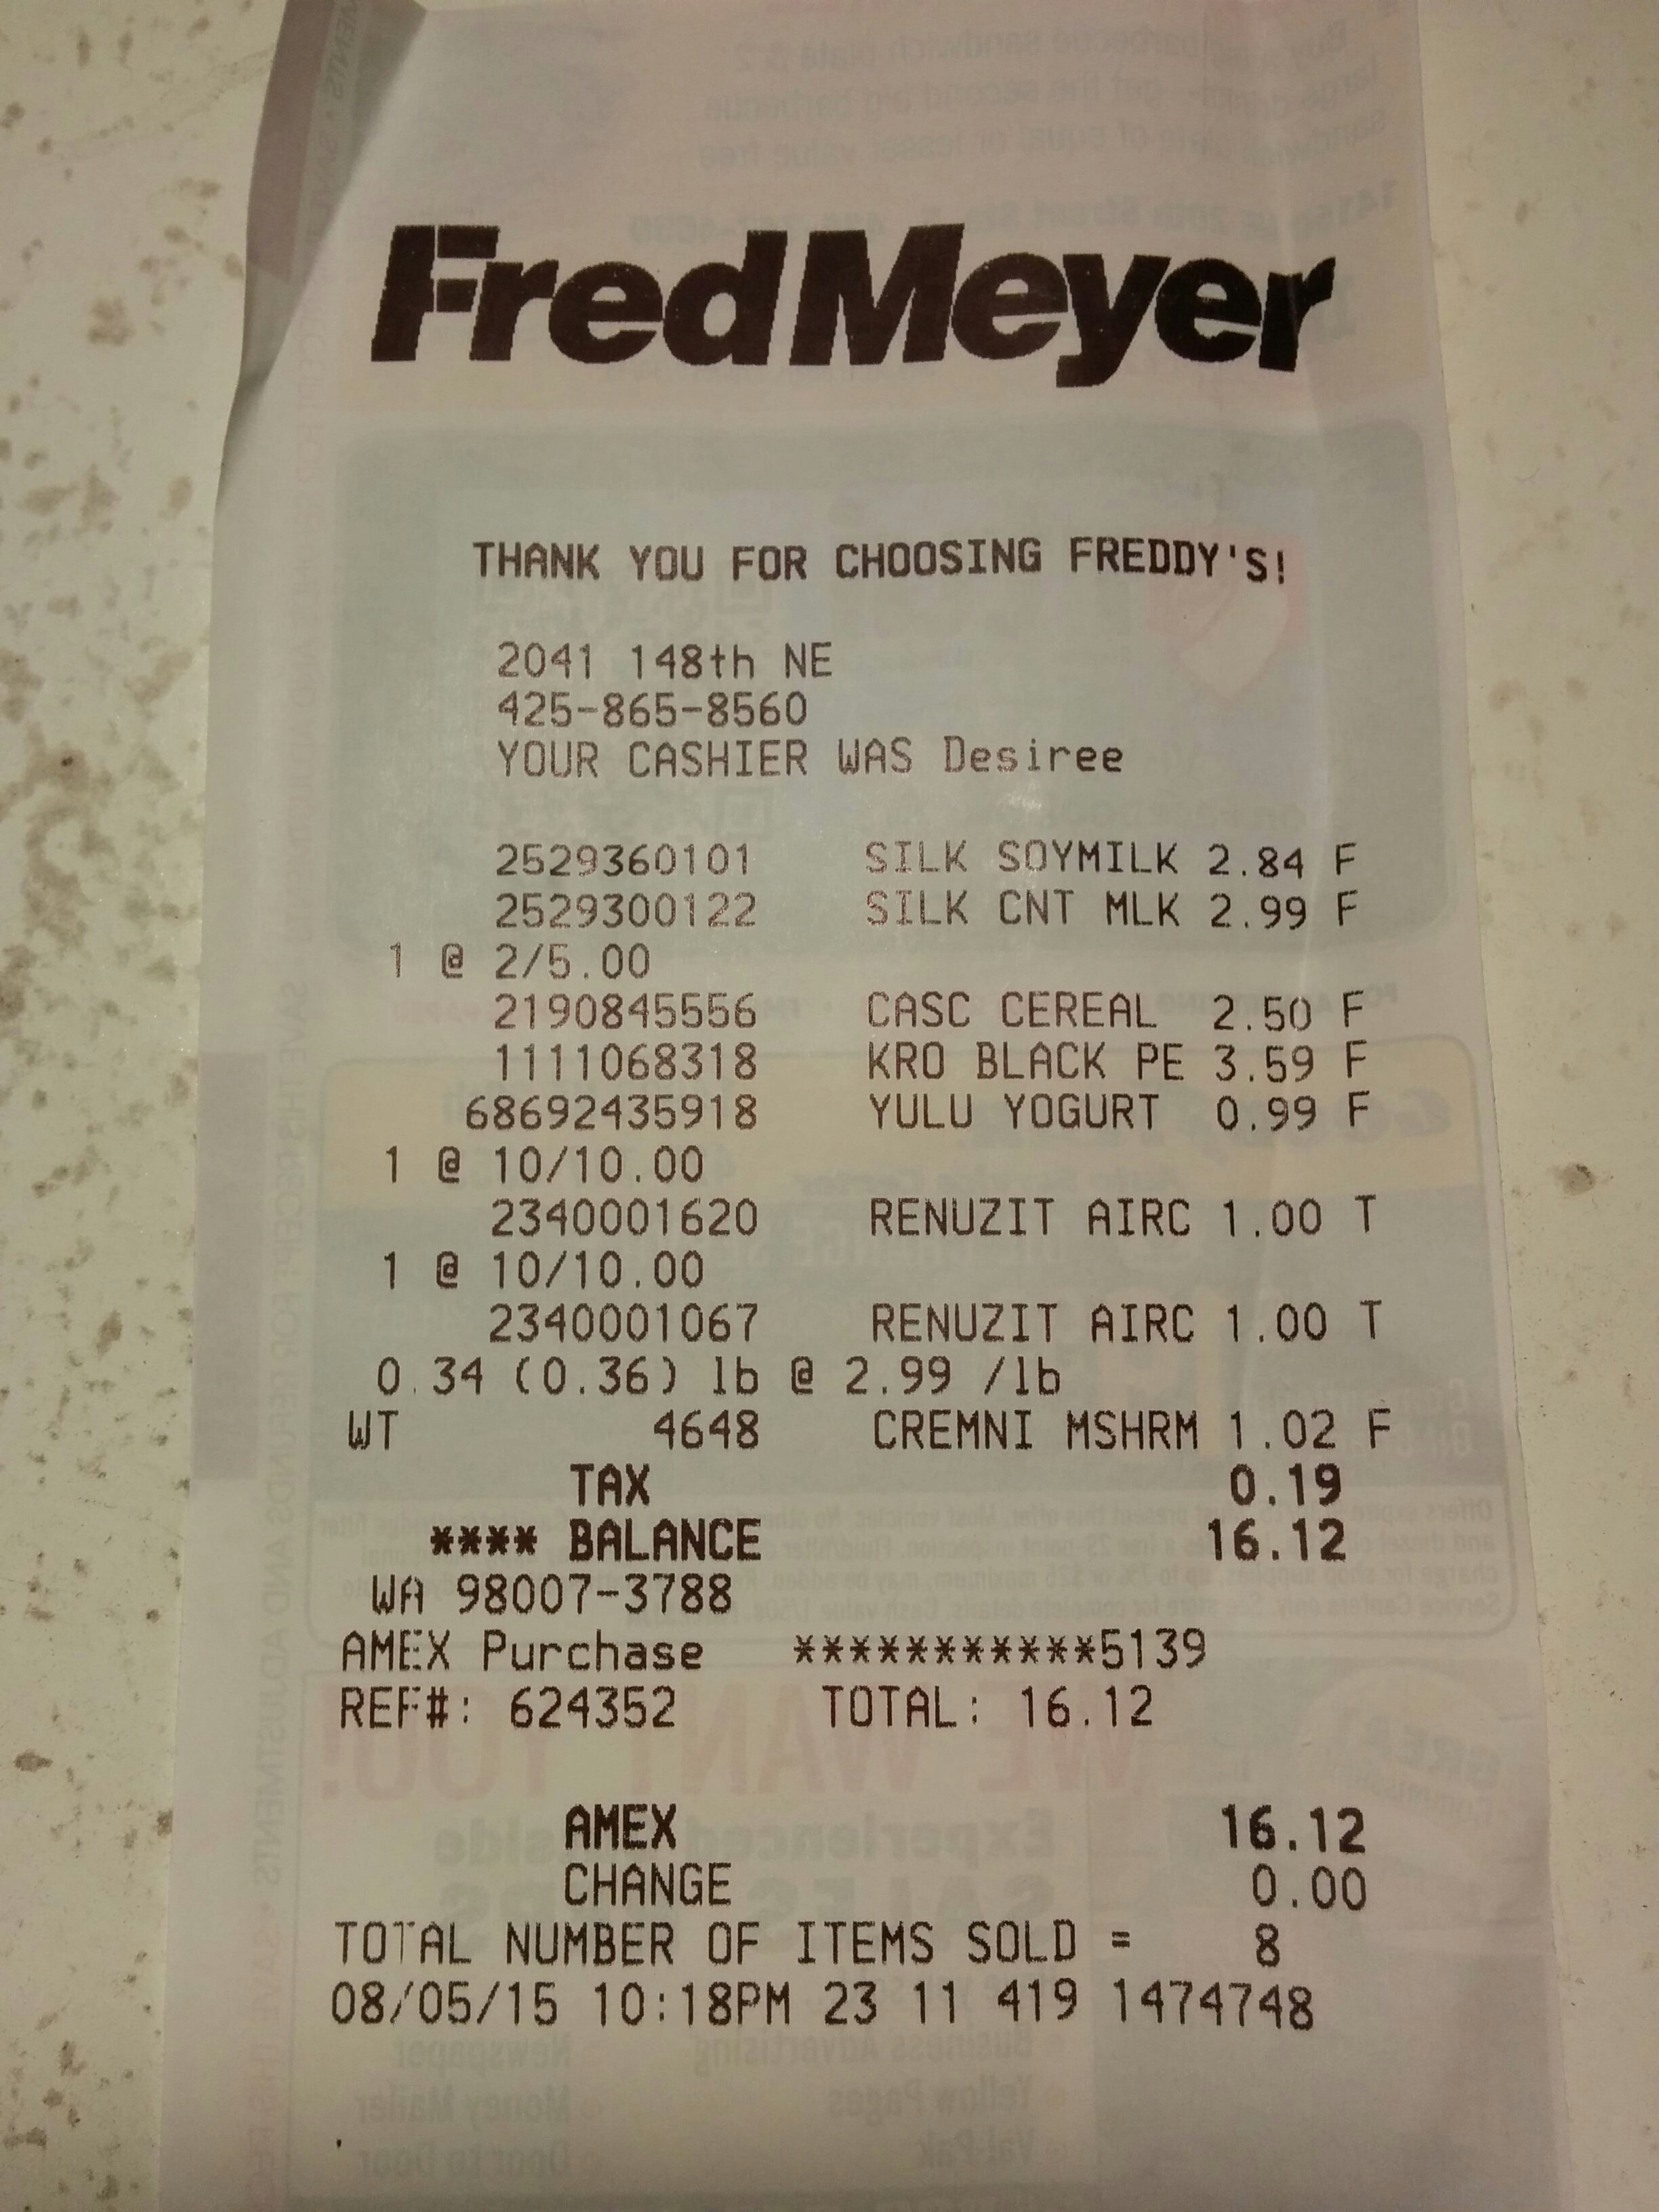 Fred Meyer
THANK YOU FOR CHOOSING FREDDY'S!
2041 148th NE
425-865-8560
YOUR CASHIER WAS Desiree
2529360101 SILK SOYMILK 2.84 F
2529300122 SILK CNT MLK 2.99 F
1 @ 2/5.00
2190845556 CASC CEREAL 2.50 F
1111068318 KRO BLACK PE 3.59 F
68692435918 YULU YOGURT 0.99 F
1 @ 10/10.00
2340001620 RENUZIT AIRC 1.00 T
1 @ 10/10.00
2340001067 RENUZIT AIRC 1.00 T
0.34 (0.36) lb @ 2.99 /lb
WT 4648 CREMNI MSHRM 1.02 F
TAX 0.19
**** BALANCE 16.12
WA 98007-3788
AMEX Purchase ***********5139
REF#: 624352 TOTAL: 16.12
AMEX 16.12
CHANGE 0.00
TOTAL NUMBER OF ITEMS SOLD = 8
08/05/15 10:18PM 23 11 419 1474748